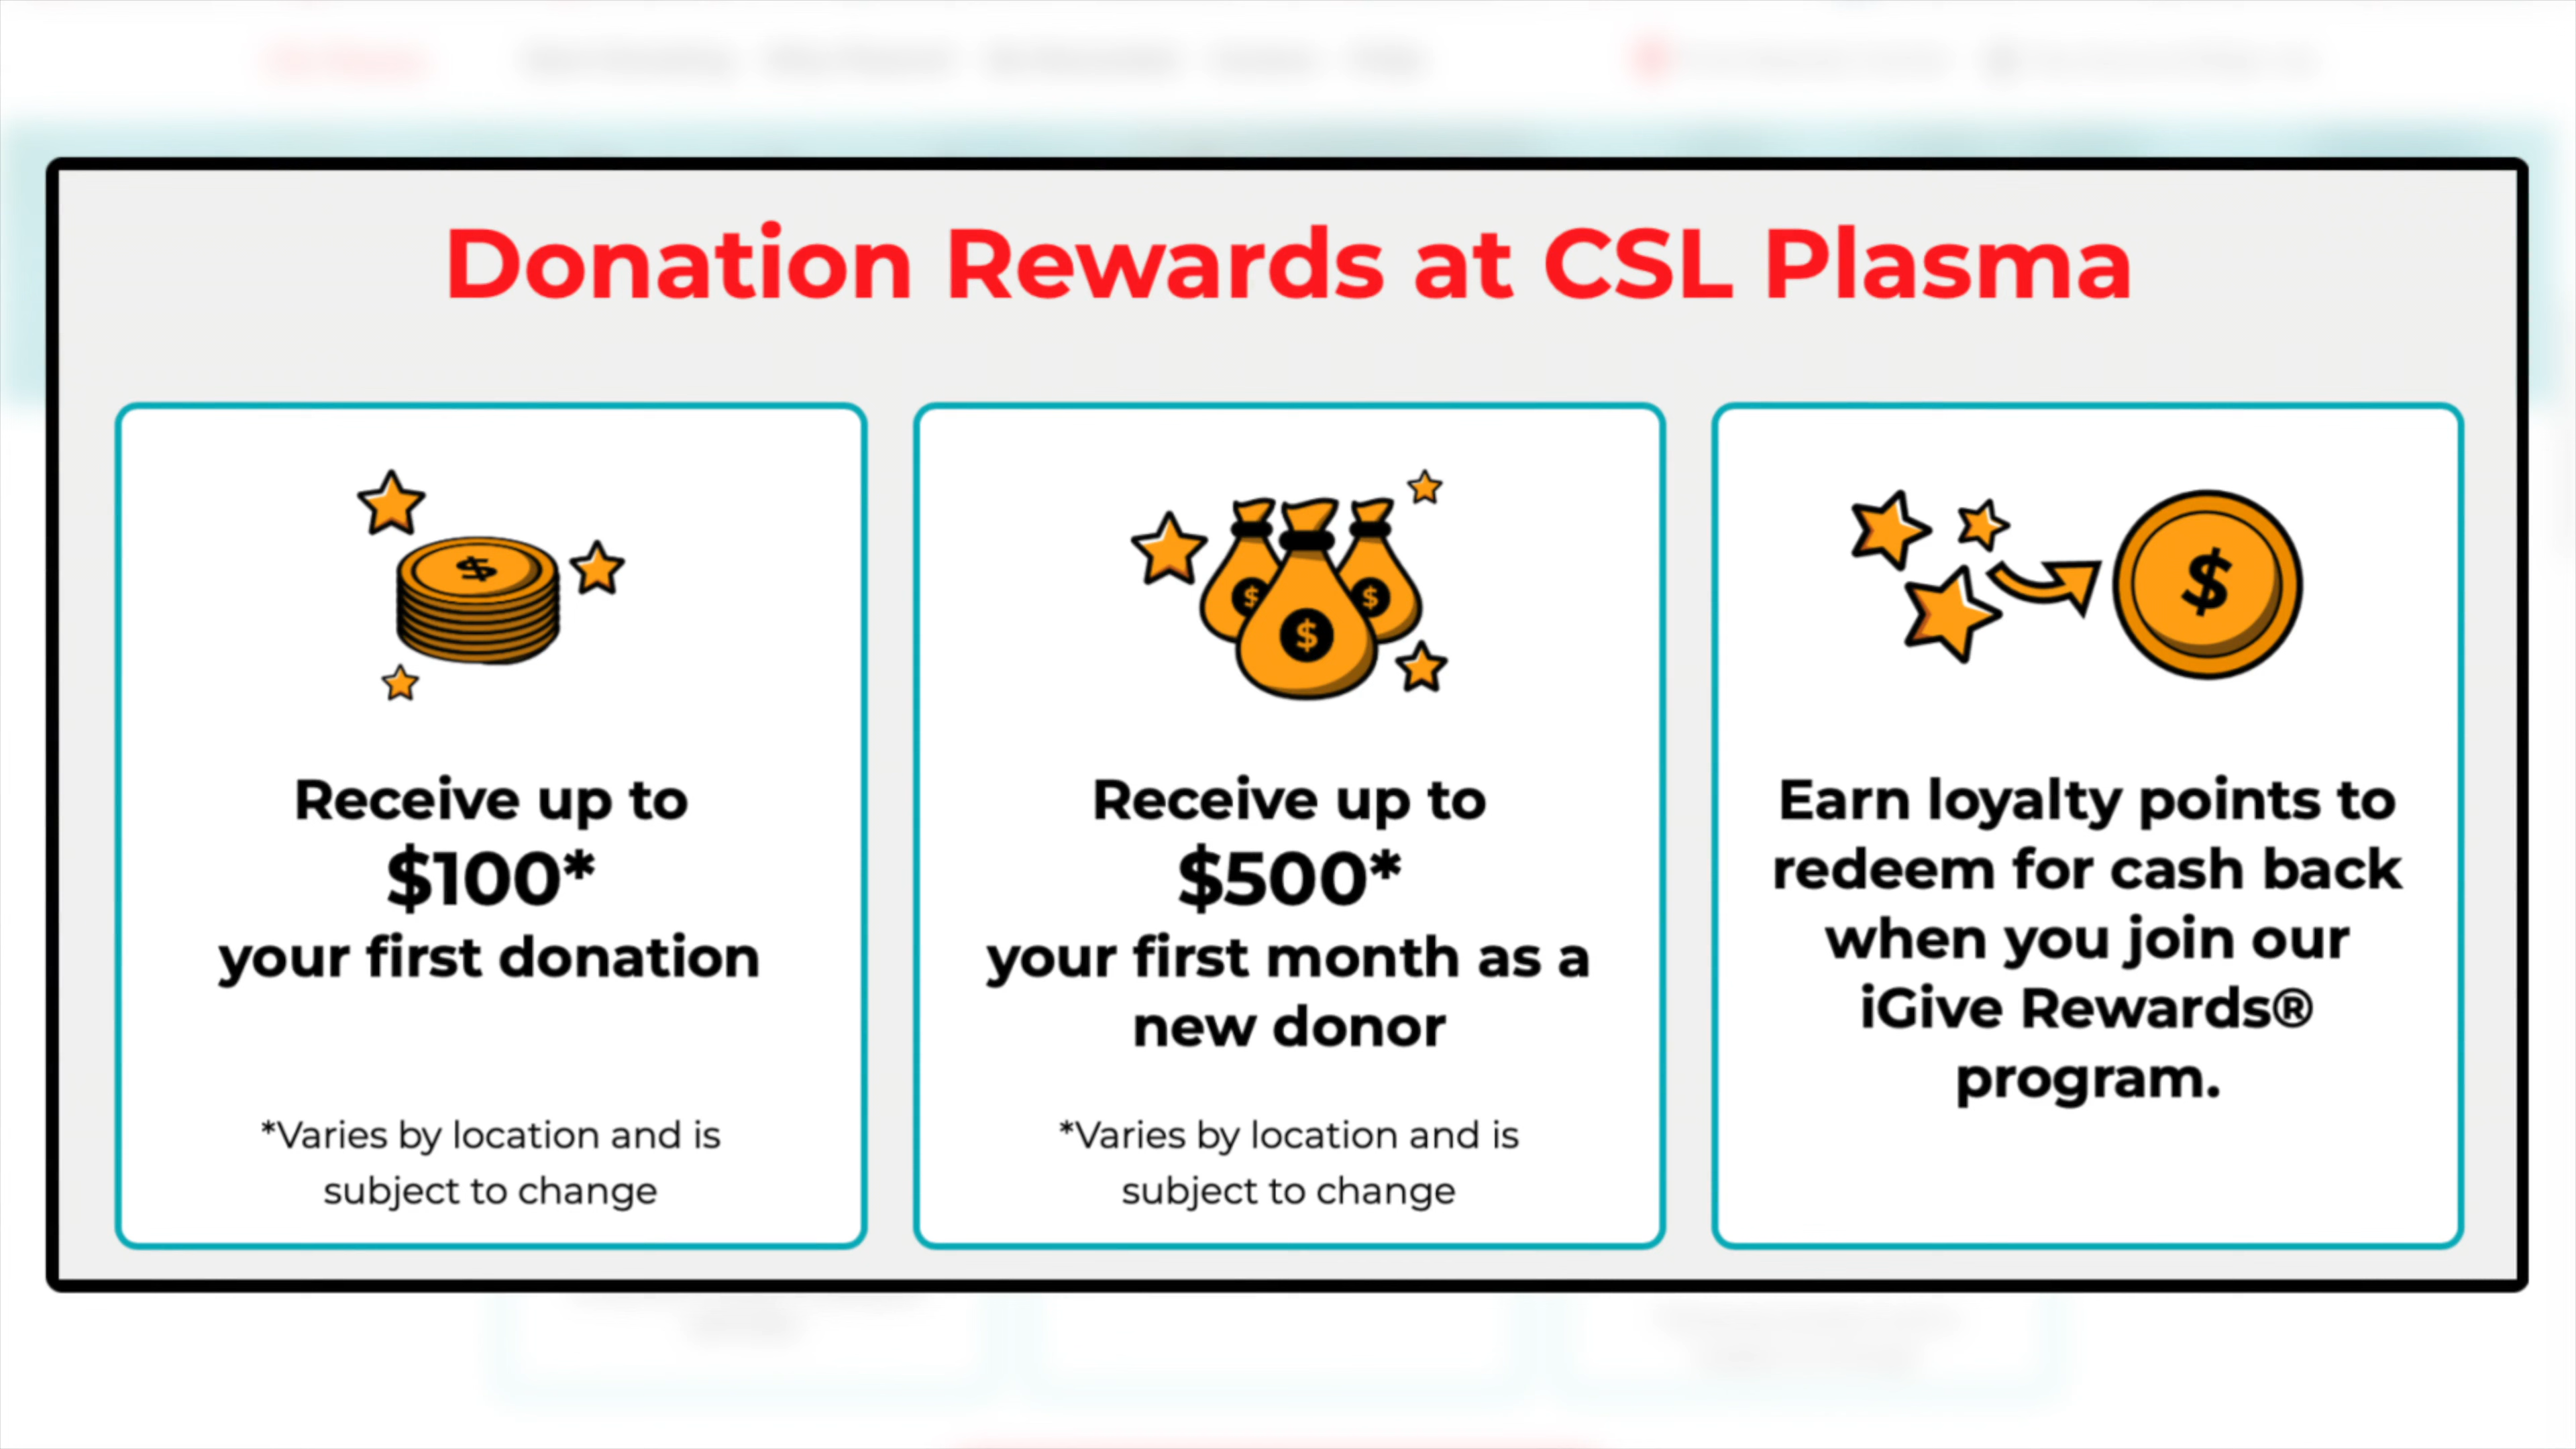 Donation Rewards at CSL Plasma
Receive up to
$100*
your first donation
*Varies by location and is
subject to change
Receive up to
$500*
your first month as a
new donor
*Varies by location and is
subject to change
Earn loyalty points to
redeem for cash back
when you join our
iGive Rewards®
program.